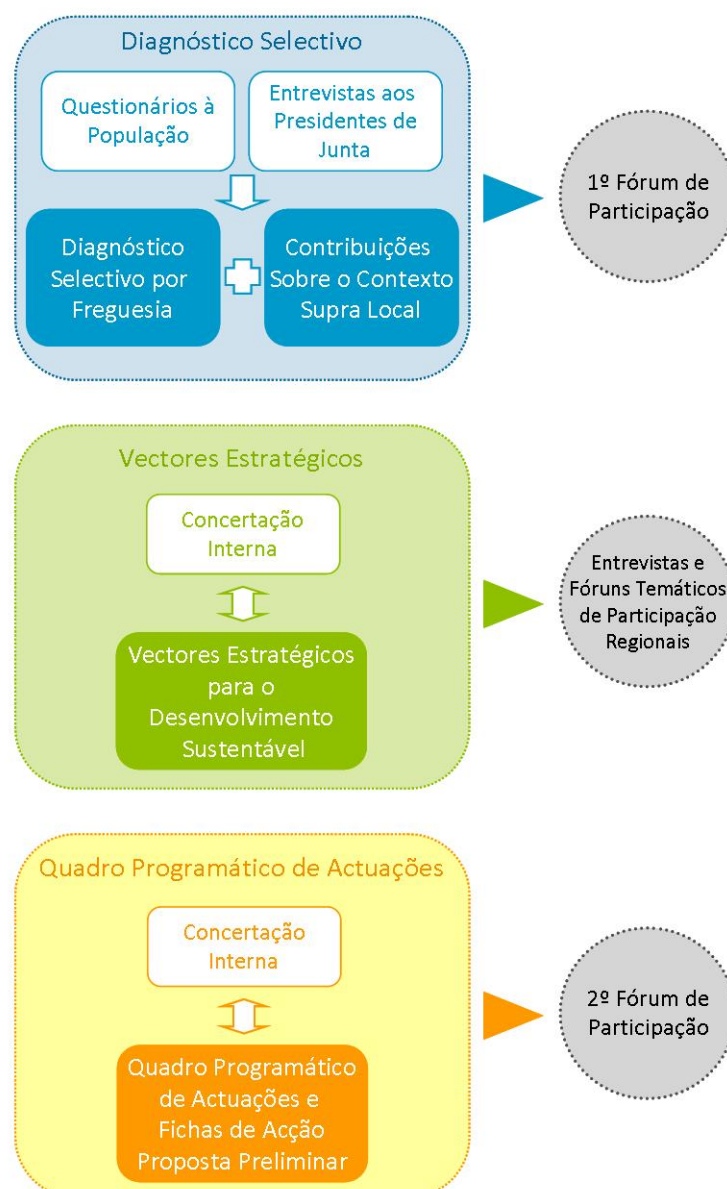 Diagnóstico Selectivo
Questionários à
População
Entrevistas aos
Presidentes de
Junta
Diagnóstico
Selectivo por
Freguesia
Contribuições
Sobre o Contexto
Supra Local
1º Fórum de
Participação
Vectores Estratégicos
Concertação
Interna
Vectores Estratégicos
para o
Desenvolvimento
Sustentável
Entrevistas e
Fóruns Temáticos
de Participação
Regionais
Quadro Programático de Actuações
Concertação
Interna
Quadro Programático
de Actuações e
Fichas de Acção
Proposta Preliminar
2º Fórum de
Participação